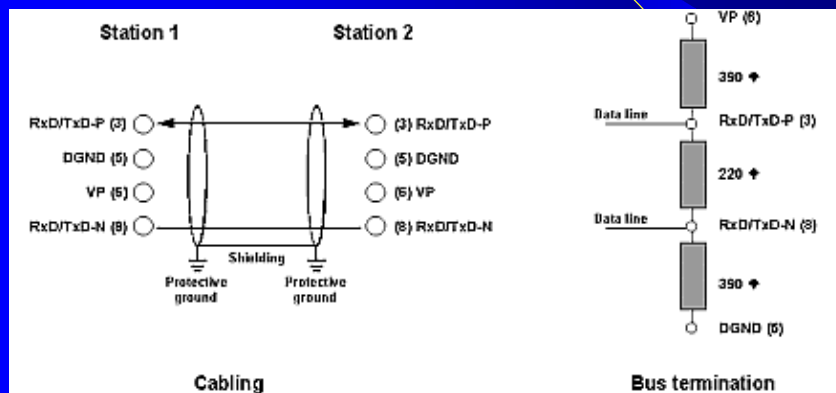 Station 1
Station 2
RxD/TxD-P (3)
(3) RxD/TxD-P
DGND (5)
(5) DGND
VP (6)
(6) VP
RxD/TxD-N (8)
(8) RxD/TxD-N
Shielding
Protective
ground
Protective
ground
Cabling
VP (6)
390
Data line
RxD/TxD-P (3)
220
Data line
RxD/TxD-N (8)
390
DGND (5)
Bus termination